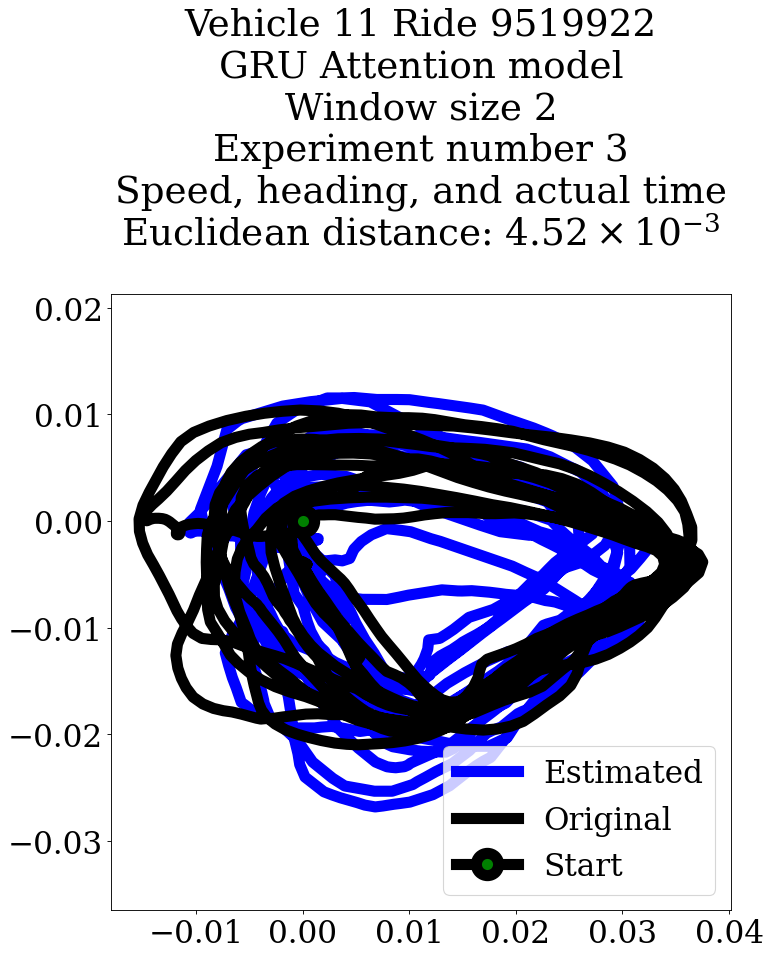 Vehicle 11 Ride 9519922
GRU Attention model
Window size 2
Experiment number 3
Speed, heading, and actual time
Euclidean distance: 4.52 × 10⁻³
0.02
0.01
0.00
−0.01
−0.02
−0.03
Estimated
Original
Start
−0.01 0.00 0.01 0.02 0.03 0.04